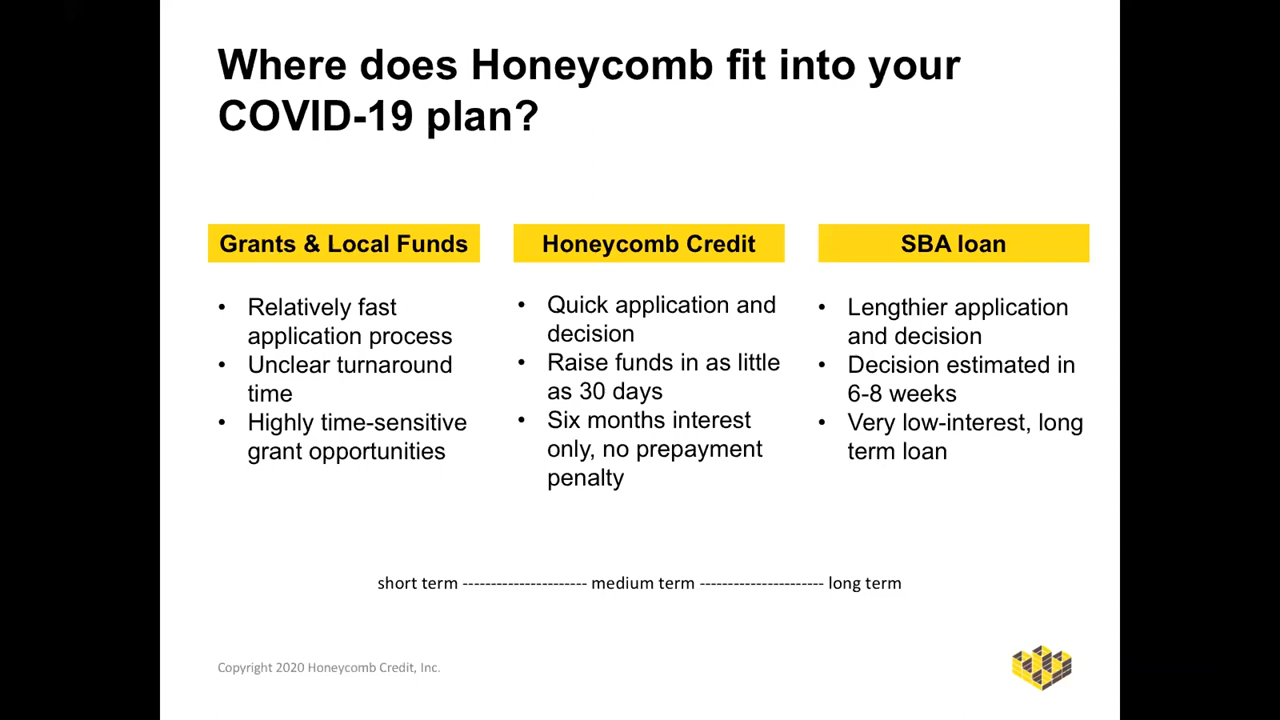 Where does Honeycomb fit into your
COVID-19 plan?
Grants & Local Funds
• Relatively fast
application process
• Unclear turnaround
time
• Highly time-sensitive
grant opportunities
Honeycomb Credit
• Quick application and
decision
• Raise funds in as little
as 30 days
• Six months interest
only, no prepayment
penalty
SBA loan
• Lengthier application
and decision
• Decision estimated in
6-8 weeks
• Very low-interest, long
term loan
short term ---------------------- medium term ---------------------- long term
Copyright 2020 Honeycomb Credit, Inc.